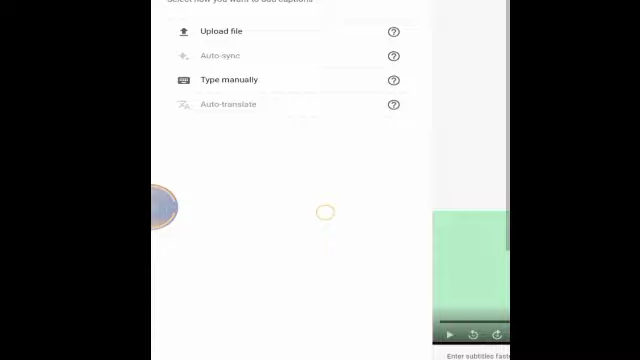 Select how you want to add captions
Upload file
Auto-sync
Type manually
Auto-translate
Enter subtitles fast